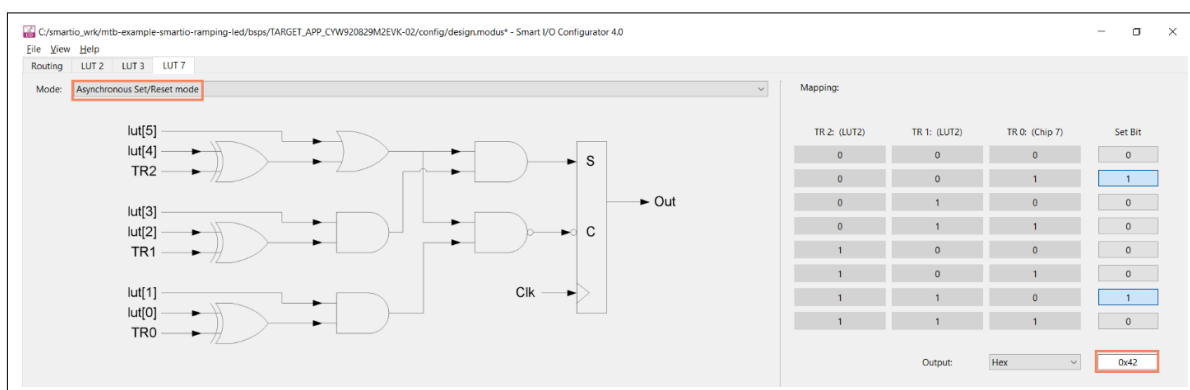 C:/smartio_wrk/mtb-example-smartio-ramping-led/bsps/TARGET_APP_CYW920829M2EVK-02/config/design.modus* - Smart I/O Configurator 4.0
File View Help
Routing LUT 2 LUT 3 LUT 7
Mode: Asynchronous Set/Reset mode
lut[5]
lut[4]
TR2
lut[3]
lut[2]
TR1
lut[1]
lut[0]
TR0
S
C
Clk
Out
Mapping:
TR 2: (LUT2) TR 1: (LUT2) TR 0: (Chip 7) Set Bit
0 0 0 0
0 0 1 1
0 1 0 0
0 1 1 0
1 0 0 0
1 0 1 0
1 1 0 1
1 1 1 0
Output: Hex 0x42